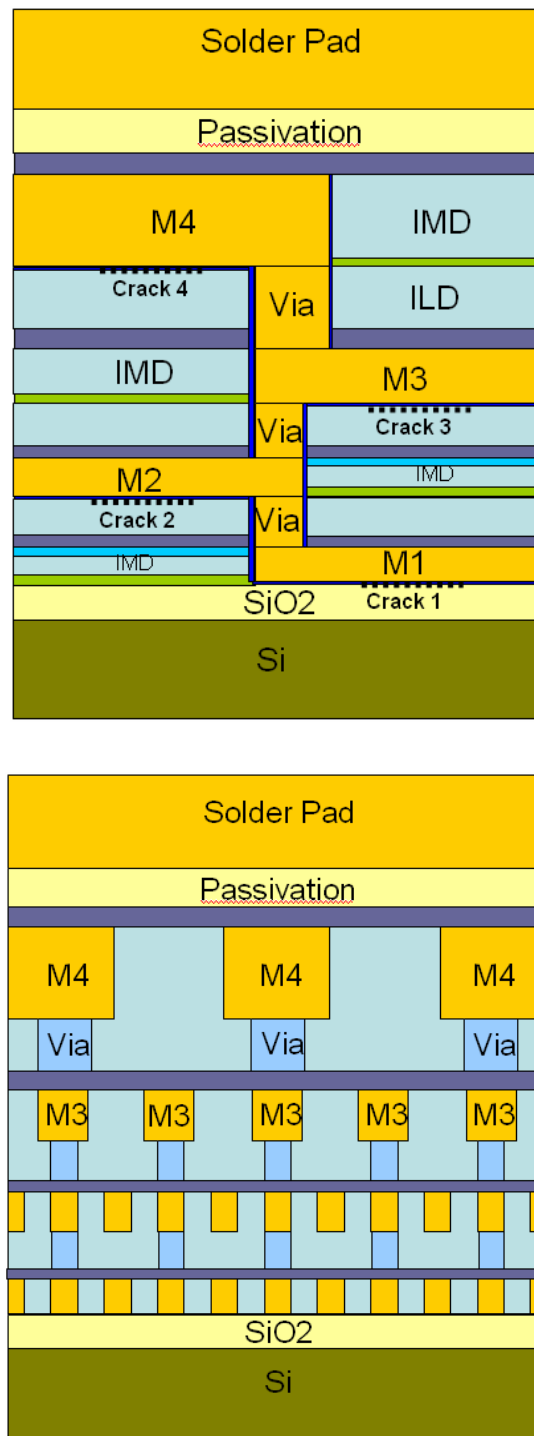 Solder Pad
Passivation
M4
IMD
Crack 4
Via
ILD
IMD
M3
Via
Crack 3
M2
IMD
Crack 2
Via
IMD
M1
SiO2
Crack 1
Si
Solder Pad
Passivation
M4
M4
M4
Via
Via
Via
M3
M3
M3
M3
M3
SiO2
Si